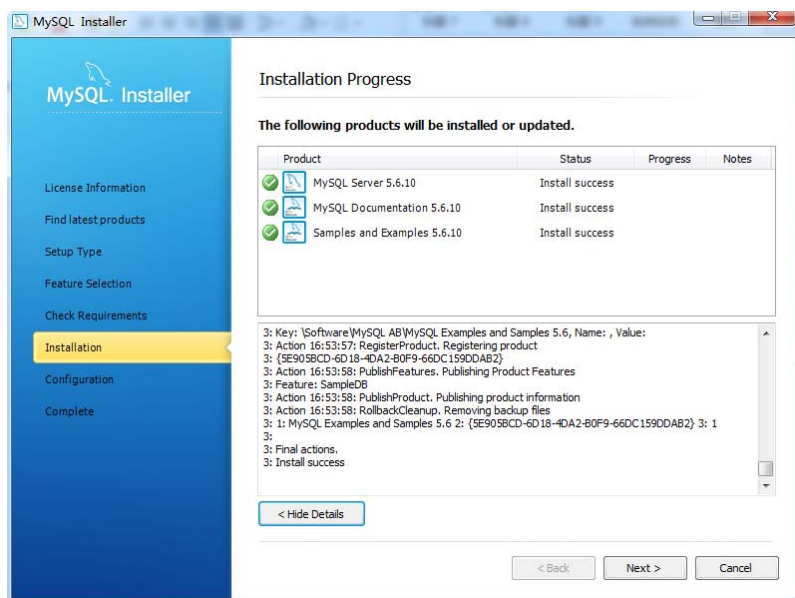 MySQL Installer
MySQL. Installer
License Information
Find latest products
Setup Type
Feature Selection
Check Requirements
Installation
Configuration
Complete
Installation Progress
The following products will be installed or updated.
Product Status Progress Notes
MySQL Server 5.6.10 Install success
MySQL Documentation 5.6.10 Install success
Samples and Examples 5.6.10 Install success
3: Key: \Software\MySQL AB\MySQL Examples and Samples 5.6, Name: , Value:
3: Action 16:53:57: RegisterProduct. Registering product
3: {5E905BCD-6D18-4DA2-B0F9-66DC159DDAB2}
3: Action 16:53:58: PublishFeatures. Publishing Product Features
3: Feature: SampleDB
3: Action 16:53:58: PublishProduct. Publishing product information
3: Action 16:53:58: RollbackCleanup. Removing backup files
3: 1: MySQL Examples and Samples 5.6 2: {5E905BCD-6D18-4DA2-B0F9-66DC159DDAB2} 3: 1
3:
3: Final actions.
3: Install success
< Hide Details
< Back Next > Cancel